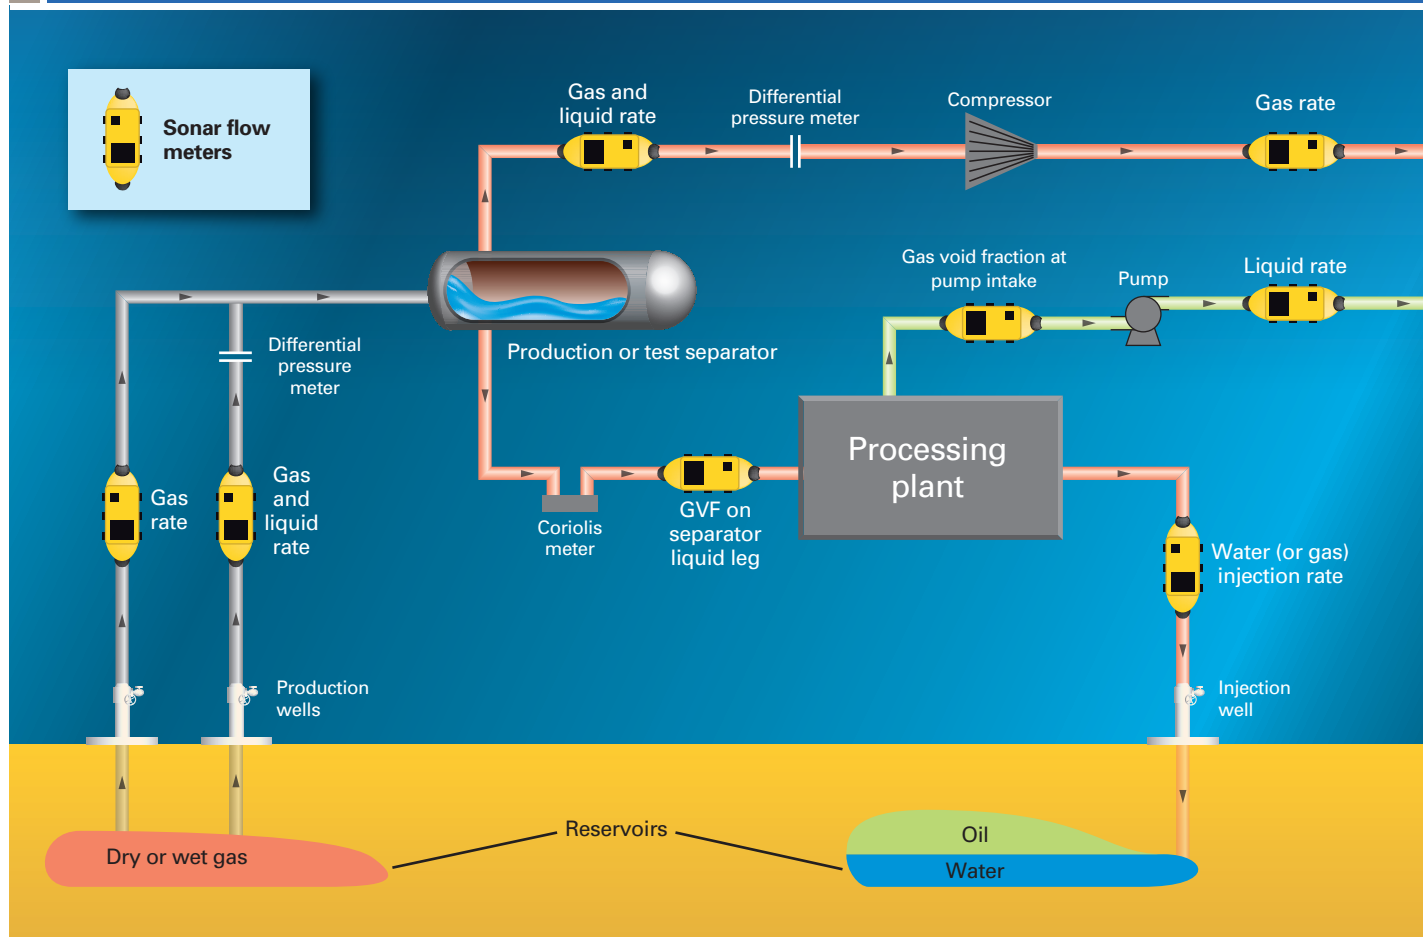 Sonar flow
meters
Gas and
liquid rate
Differential
pressure meter
Compressor
Gas rate
Gas void fraction at
pump intake
Pump
Liquid rate
Differential
pressure
meter
Production or test separator
Gas
rate
Gas
and
liquid
rate
Coriolis
meter
GVF on
separator
liquid leg
Processing
plant
Water (or gas)
injection rate
Production
wells
Injection
well
Reservoirs
Dry or wet gas
Oil
Water